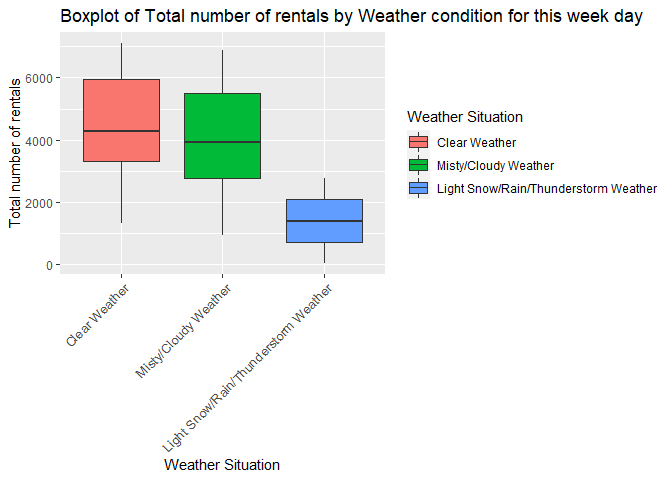 Boxplot of Total number of rentals by Weather condition for this week day
Total number of rentals
6000
4000
2000
0
Clear Weather
Misty/Cloudy Weather
Light Snow/Rain/Thunderstorm Weather
Weather Situation
Weather Situation
Clear Weather
Misty/Cloudy Weather
Light Snow/Rain/Thunderstorm Weather